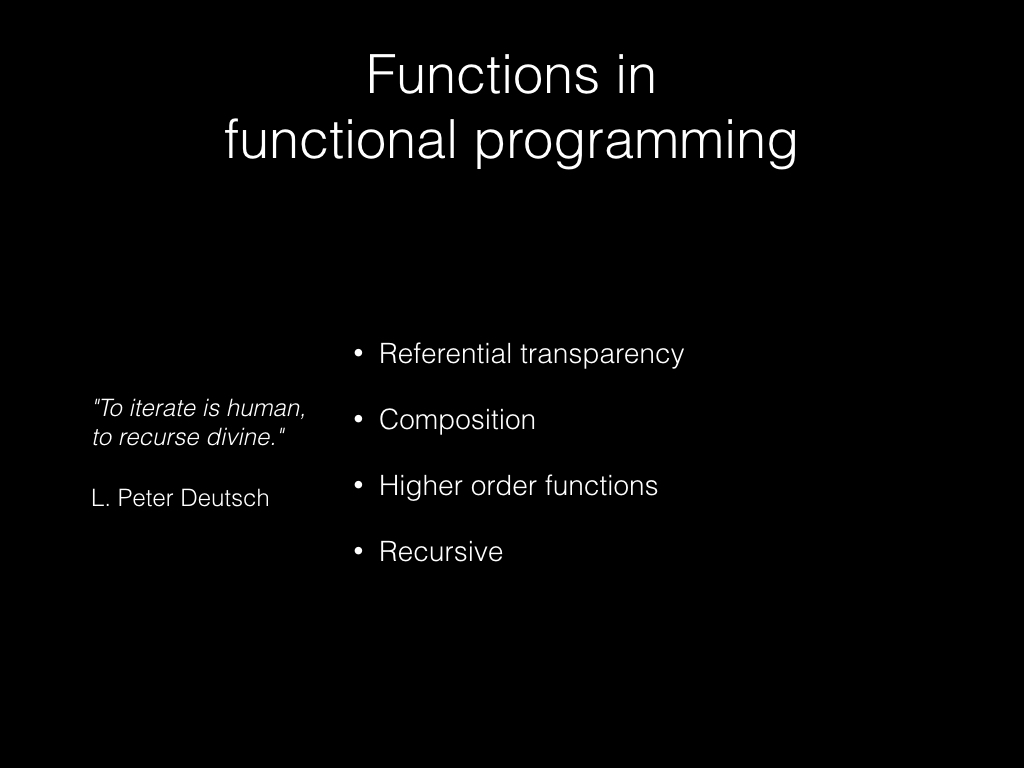 Functions in
functional programming
"To iterate is human,
to recurse divine."
L. Peter Deutsch
• Referential transparency
• Composition
• Higher order functions
• Recursive